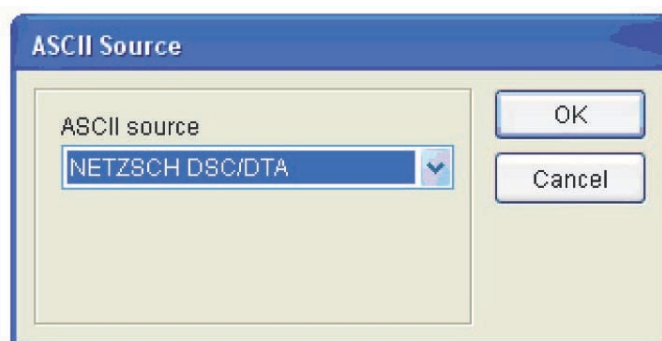 ASCII Source
ASCII source
NETZSCH DSC/DTA
OK
Cancel